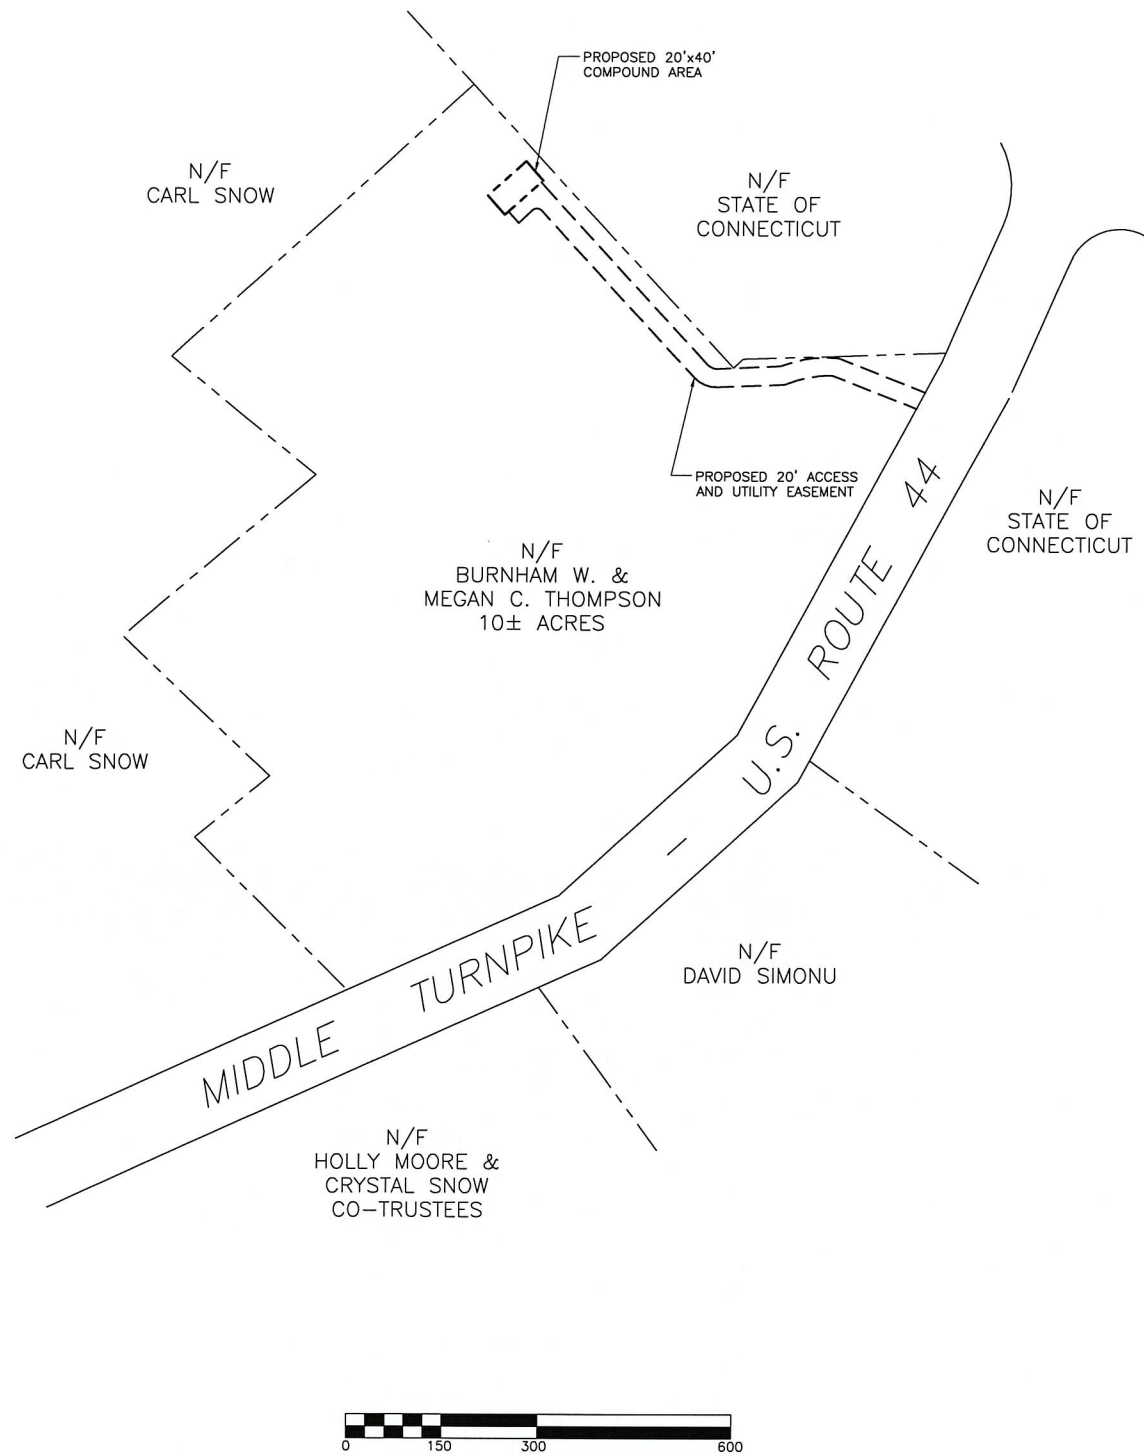 PROPOSED 20'x40'
COMPOUND AREA
N/F
CARL SNOW
N/F
STATE OF
CONNECTICUT
PROPOSED 20' ACCESS
AND UTILITY EASEMENT
N/F
STATE OF
CONNECTICUT
N/F
BURNHAM W. &
MEGAN C. THOMPSON
10± ACRES
N/F
CARL SNOW
MIDDLE TURNPIKE – U.S. ROUTE 44
N/F
DAVID SIMONU
N/F
HOLLY MOORE &
CRYSTAL SNOW
CO-TRUSTEES
0 150 300 600